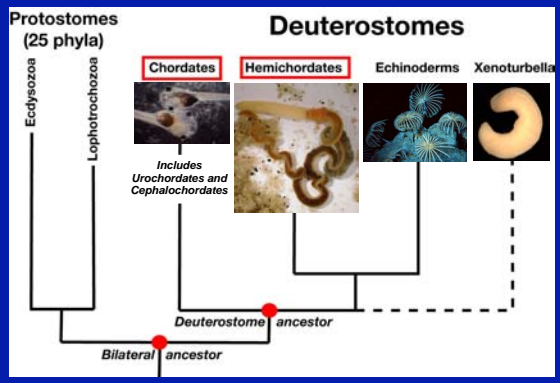 Protostomes
(25 phyla)
Deuterostomes
Ecdysozoa
Lophotrochozoa
Chordates
Hemichordates
Echinoderms
Xenoturbella
Includes
Urochordates and
Cephalochordates
Deuterostome ancestor
Bilateral ancestor